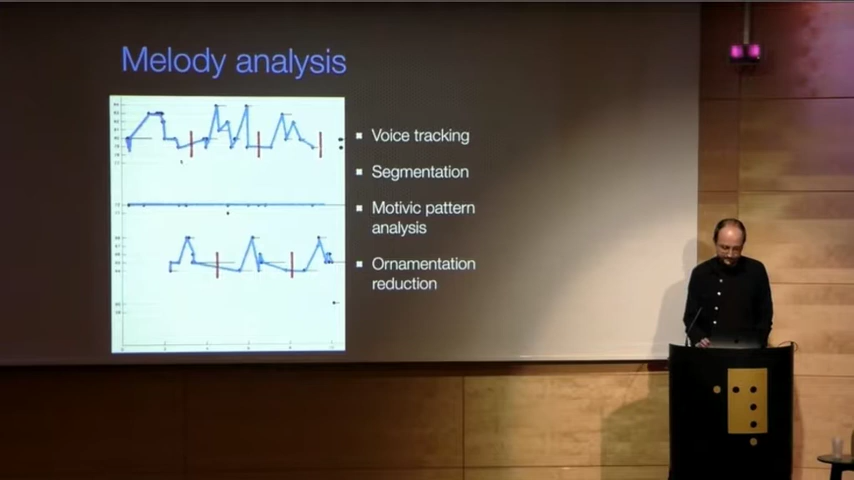 Melody analysis
Voice tracking
Segmentation
Motivic pattern
analysis
Ornamentation
reduction